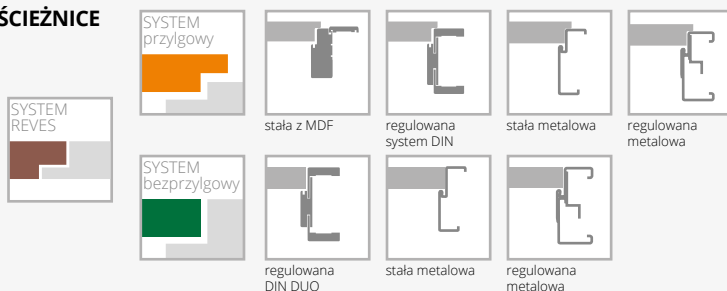 ŚCIEŻNICE
SYSTEM
przylgowy
stała z MDF
regulowana
system DIN
stała metalowa
regulowana
metalowa
SYSTEM
REVES
SYSTEM
bezprzylgowy
regulowana
DIN DUO
stała metalowa
regulowana
metalowa